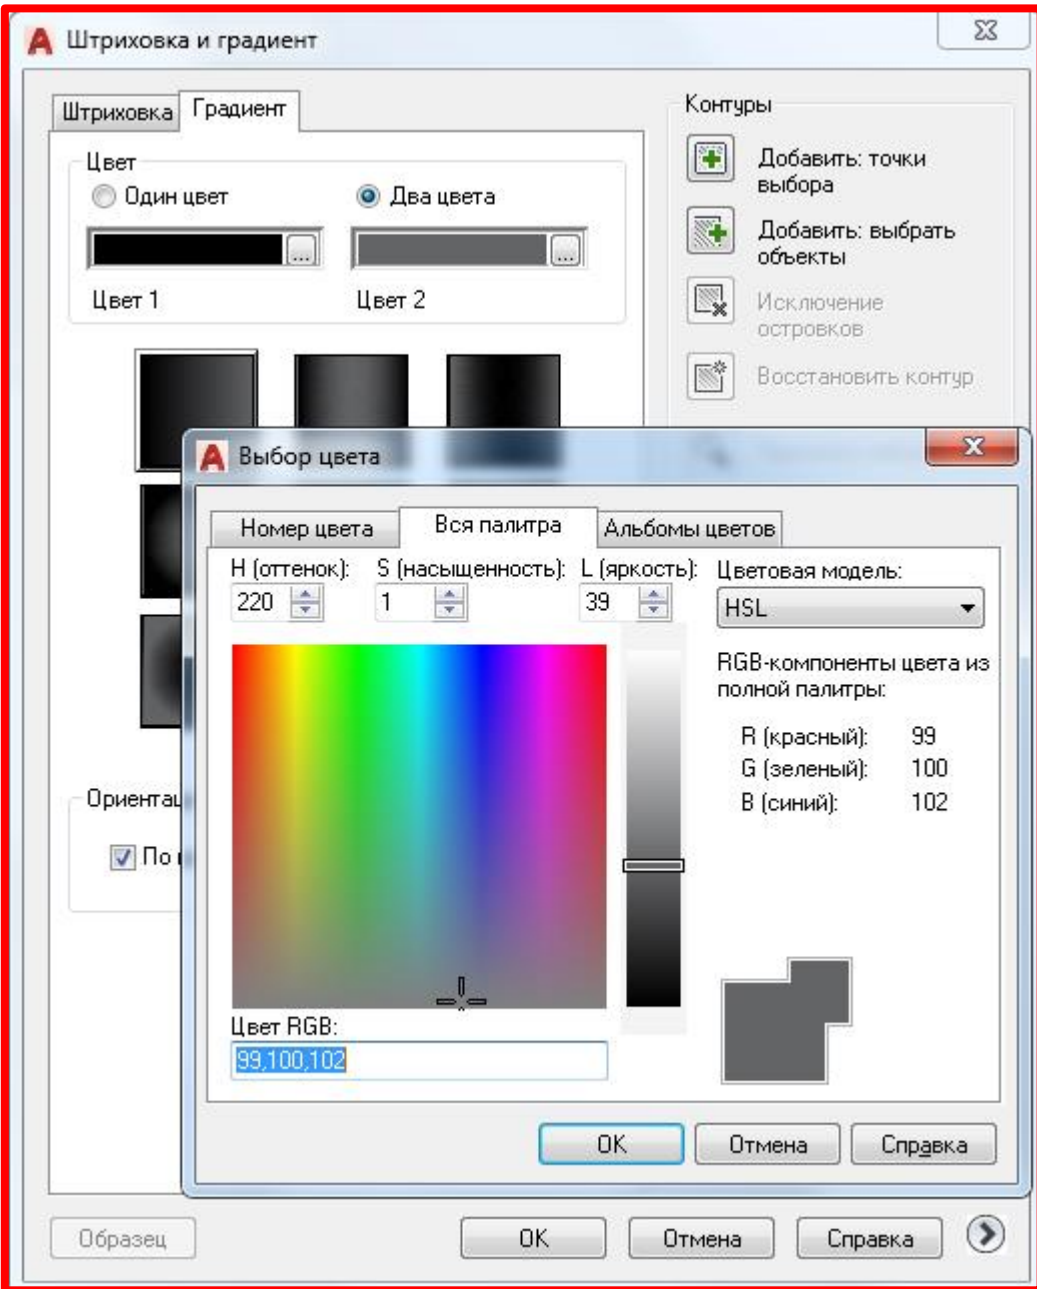 Штриховка и градиент
Штриховка Градиент
Цвет
Один цвет
Два цвета
...
...
Цвет 1
Цвет 2
Контуры
Добавить: точки
выбора
Добавить: выбрать
объекты
Исключение
островков
Восстановить контур
Выбор цвета
Номер цвета
Вся палитра
Альбомы цветов
H (оттенок):
S (насыщенность):
L (яркость):
220
1
39
Цветовая модель:
HSL
RGB-компоненты цвета из
полной палитры:
R (красный): 99
G (зеленый): 100
B (синий): 102
Цвет RGB:
99,100,102
OK
Отмена
Справка
По
Образец
OK
Отмена
Справка